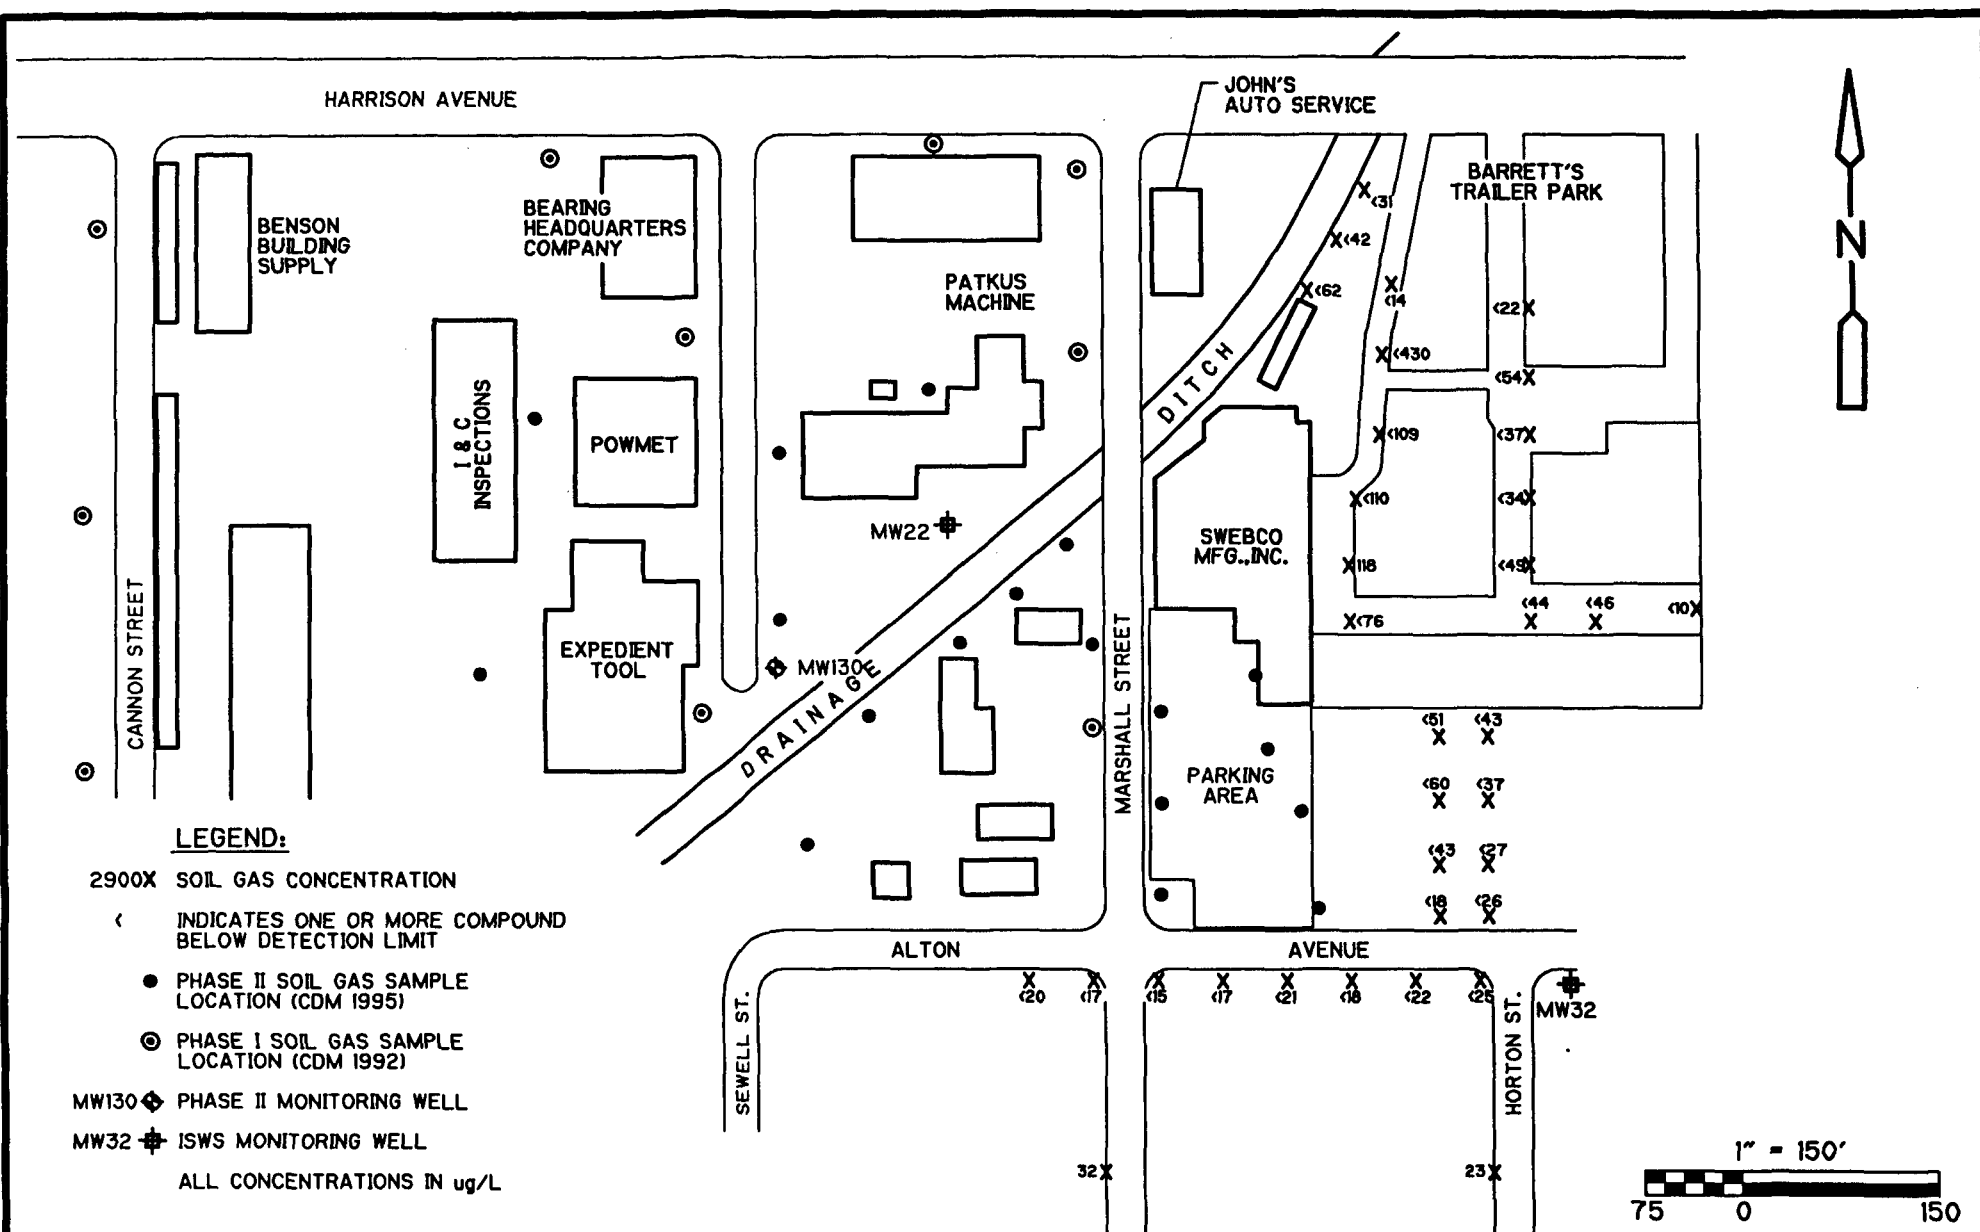 HARRISON AVENUE
JOHN'S
AUTO SERVICE
BARRETT'S
TRAILER PARK
N
BENSON
BUILDING
SUPPLY
BEARING
HEADQUARTERS
COMPANY
PATKUS
MACHINE
<31
<42
<62
<14
<22X
<430
<54X
I & C
INSPECTIONS
POWMET
DITCH
<109
<37X
<110
<34X
MW22
SWEBCO
MFG.,INC.
118
<49X
<44
<46
<10X
X<76
CANNON STREET
EXPEDIENT
TOOL
MW130
DRAINAGE
MARSHALL STREET
<51
<43
PARKING
AREA
<60
<37
<43
<27
<18
<26
LEGEND:
2900X SOIL GAS CONCENTRATION
< INDICATES ONE OR MORE COMPOUND
BELOW DETECTION LIMIT
PHASE II SOIL GAS SAMPLE
LOCATION (CDM 1995)
PHASE I SOIL GAS SAMPLE
LOCATION (CDM 1992)
MW130 PHASE II MONITORING WELL
MW32 ISWS MONITORING WELL
ALL CONCENTRATIONS IN ug/L
ALTON AVENUE
<20
<17
<15
<17
<21
<18
<22
<25
MW32
SEWELL ST.
HORTON ST.
32X
23X
1" = 150'
75 0 150